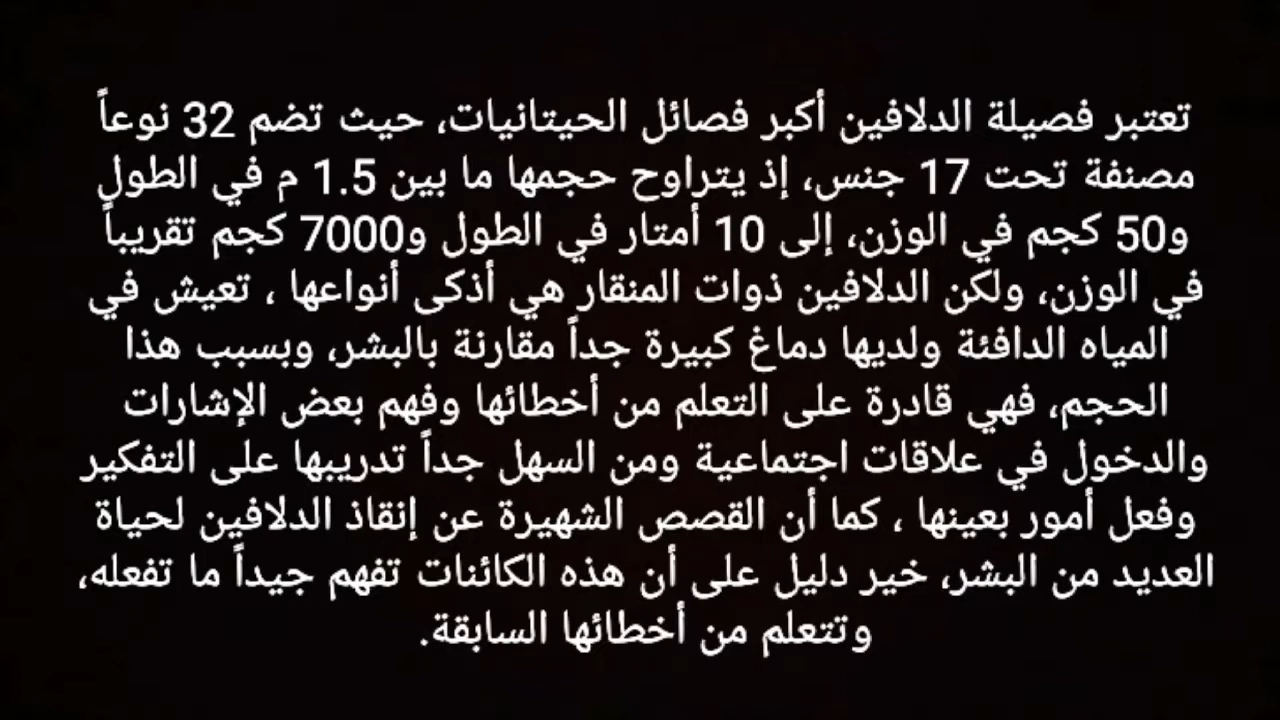 تعتبر فصيلة الدلافين أكبر فصائل الحيتانيات، حيث تضم 32 نوعاً
مصنفة تحت 17 جنس، إذ يتراوح حجمها ما بين 1.5 م في الطول
و50 كجم في الوزن، إلى 10 أمتار في الطول و7000 كجم تقريباً
في الوزن، ولكن الدلافين ذوات المنقار هي أذكى أنواعها ، تعيش في
المياه الدافئة ولديها دماغ كبيرة جداً مقارنة بالبشر، وبسبب هذا
الحجم، فهي قادرة على التعلم من أخطائها وفهم بعض الإشارات
والدخول في علاقات اجتماعية ومن السهل جداً تدريبها على التفكير
وفعل أمور بعينها ، كما أن القصص الشهيرة عن إنقاذ الدلافين لحياة
العديد من البشر، خير دليل على أن هذه الكائنات تفهم جيداً ما تفعله،
وتتعلم من أخطائها السابقة.